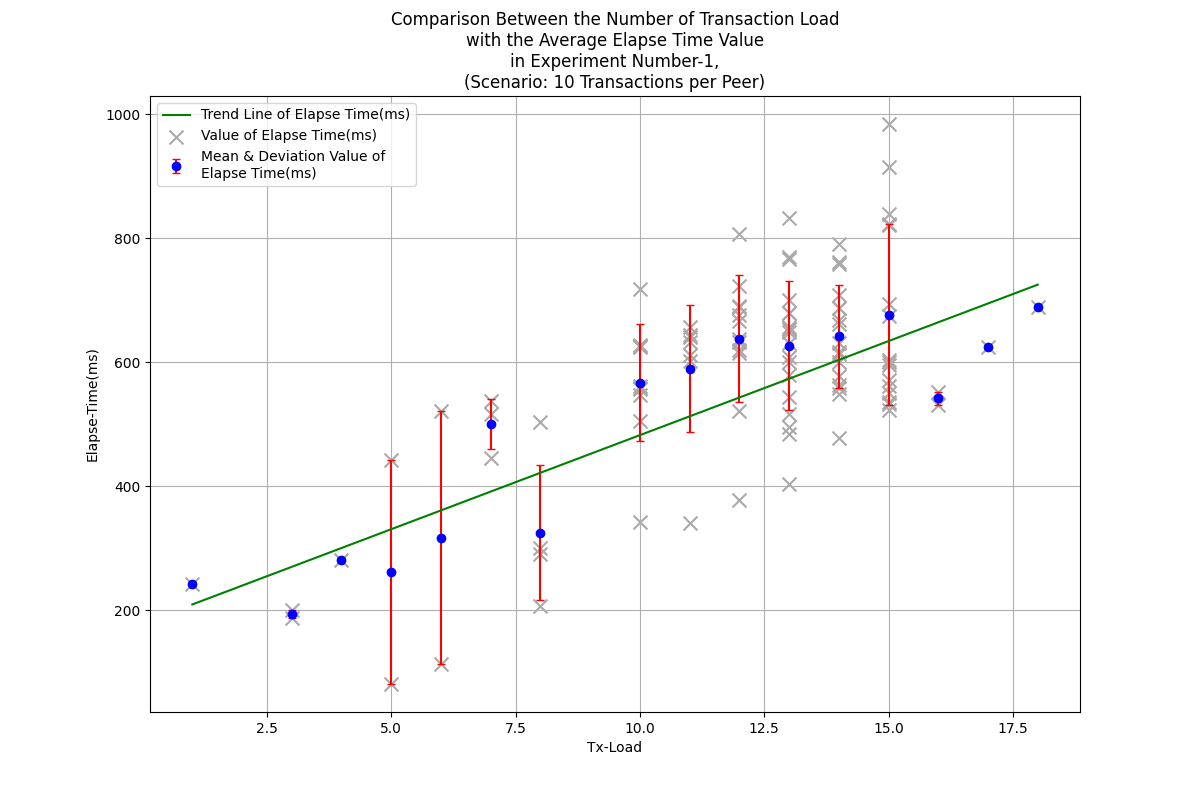 Comparison Between the Number of Transaction Load
with the Average Elapse Time Value
in Experiment Number-1,
(Scenario: 10 Transactions per Peer)
Trend Line of Elapse Time(ms)
Value of Elapse Time(ms)
Mean & Deviation Value of
Elapse Time(ms)
1000
800
600
400
200
Elapse-Time(ms)
2.5 5.0 7.5 10.0 12.5 15.0 17.5
Tx-Load